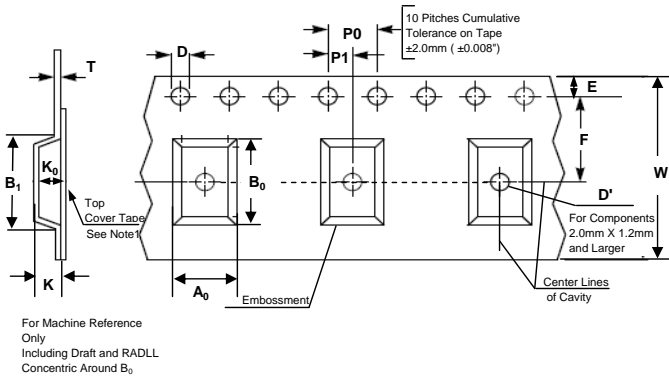 10 Pitches Cumulative
Tolerance on Tape
±2.0mm ( ±0.008")
P0
P1
D
T
E
F
W
K₀
B₁
B₀
Top
Cover Tape
See Note1
D'
For Components
2.0mm X 1.2mm
and Larger
K
A₀
Embossment
Center Lines
of Cavity
For Machine Reference
Only
Including Draft and RADLL
Concentric Around B₀